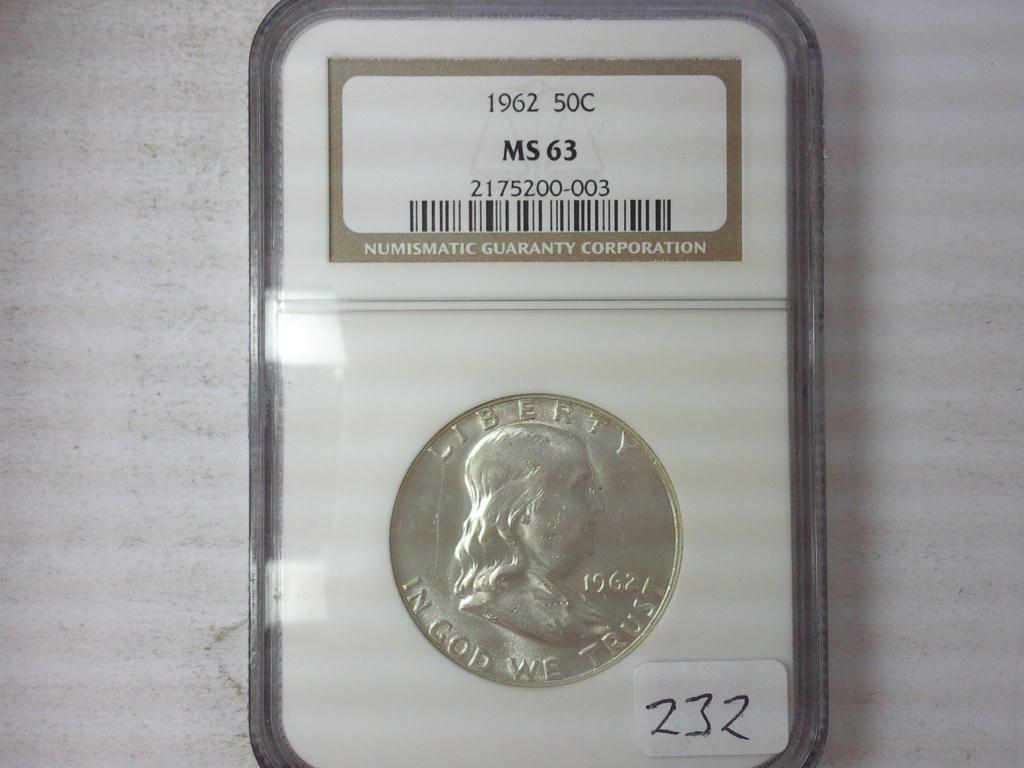 1962 50C
MS 63
2175200-003
NUMISMATIC GUARANTY CORPORATION
LIBERTY
1962
IN GOD WE TRUST
232